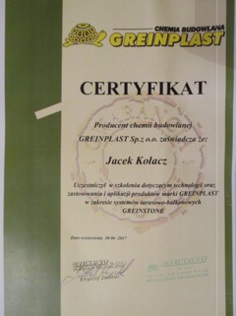 CHEMIA BUDOWLANA
GREINPLAST
CERTYFIKAT
Producent chemii budowlanej
GREINPLAST Sp.z o.o. zaświadcza że:
Jacek Kołacz
Uczestniczył w szkoleniu dotyczącym technologii oraz
zastosowania i aplikacji produktów marki GREINPLAST
w zakresie systemów tarasowo-balkonowych
GREINSTONE